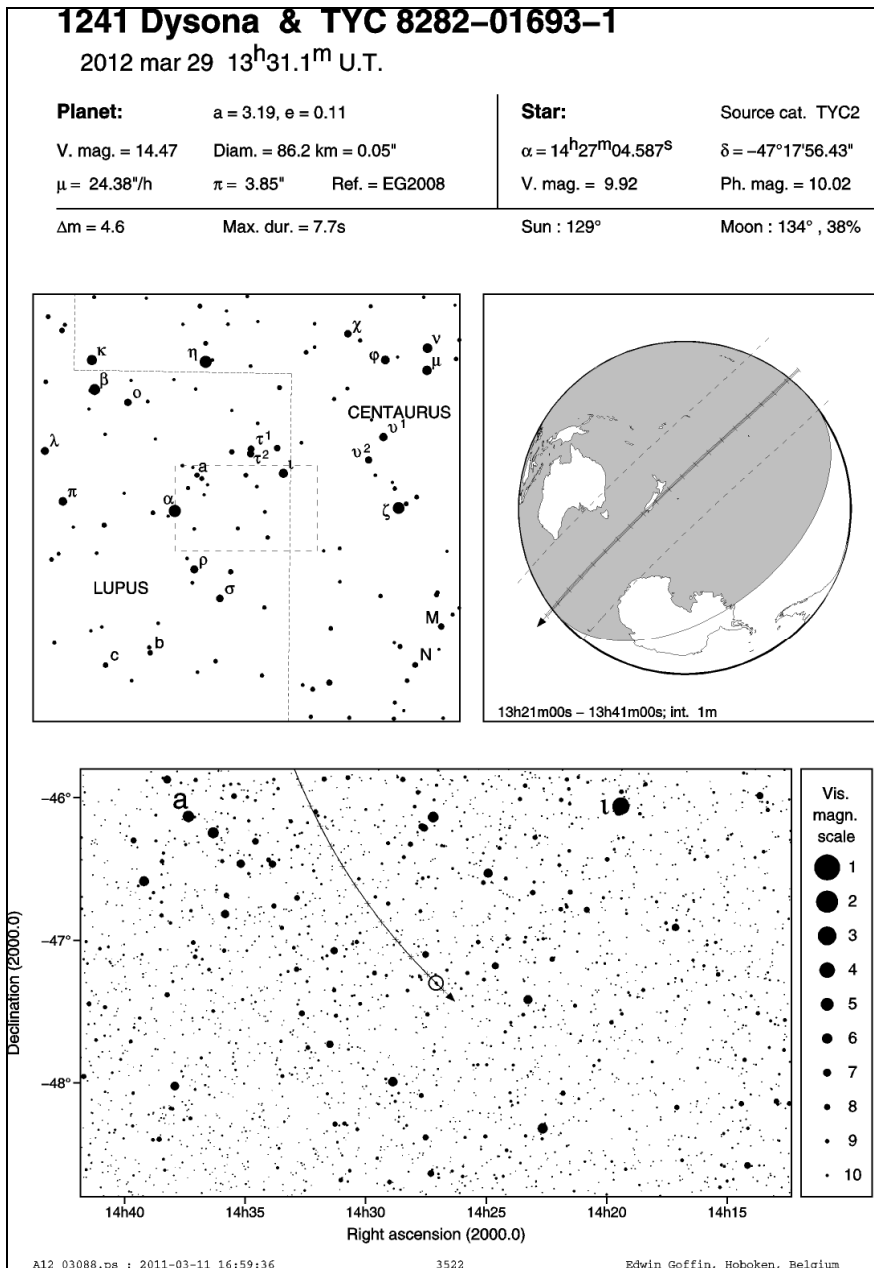 1241 Dysona & TYC 8282−01693−1
2012 mar 29 13h31.1m U.T.
Planet: a = 3.19, e = 0.11
V. mag. = 14.47 Diam. = 86.2 km = 0.05"
μ = 24.38"/h π = 3.85" Ref. = EG2008
Star: Source cat. TYC2
α = 14h27m04.587s δ = −47°17'56.43"
V. mag. = 9.92 Ph. mag. = 10.02
Δm = 4.6 Max. dur. = 7.7s Sun : 129° Moon : 134° , 38%
χ
κ η φ ν
μ
β
ο
CENTAURUS
λ τ1 υ1
τ2 υ2
a ι
π α ζ
ρ
LUPUS σ
M
b
c N
13h21m00s − 13h41m00s; int. 1m
−46°
−47°
−48°
Declination (2000.0)
a ι
14h40 14h35 14h30 14h25 14h20 14h15
Right ascension (2000.0)
Vis.
magn.
scale
1
2
3
4
5
6
7
8
9
10
A12_03088.ps : 2011-03-11 16:59:36 3522 Edwin Goffin, Hoboken, Belgium